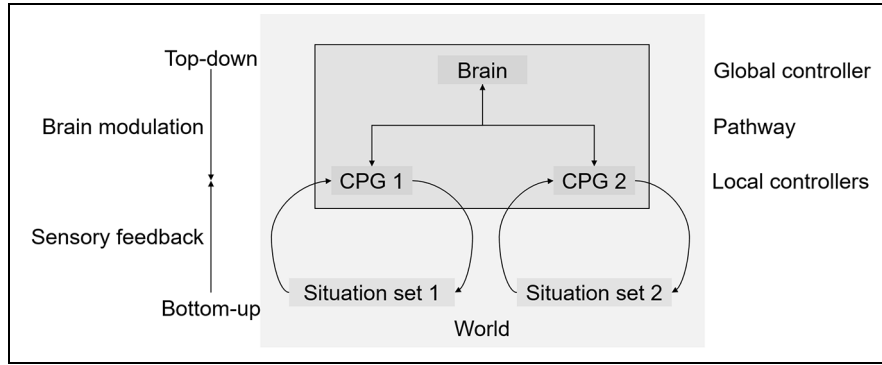 Top-down
Brain
Global controller
Brain modulation
Pathway
CPG 1
CPG 2
Local controllers
Sensory feedback
Situation set 1
Situation set 2
Bottom-up
World